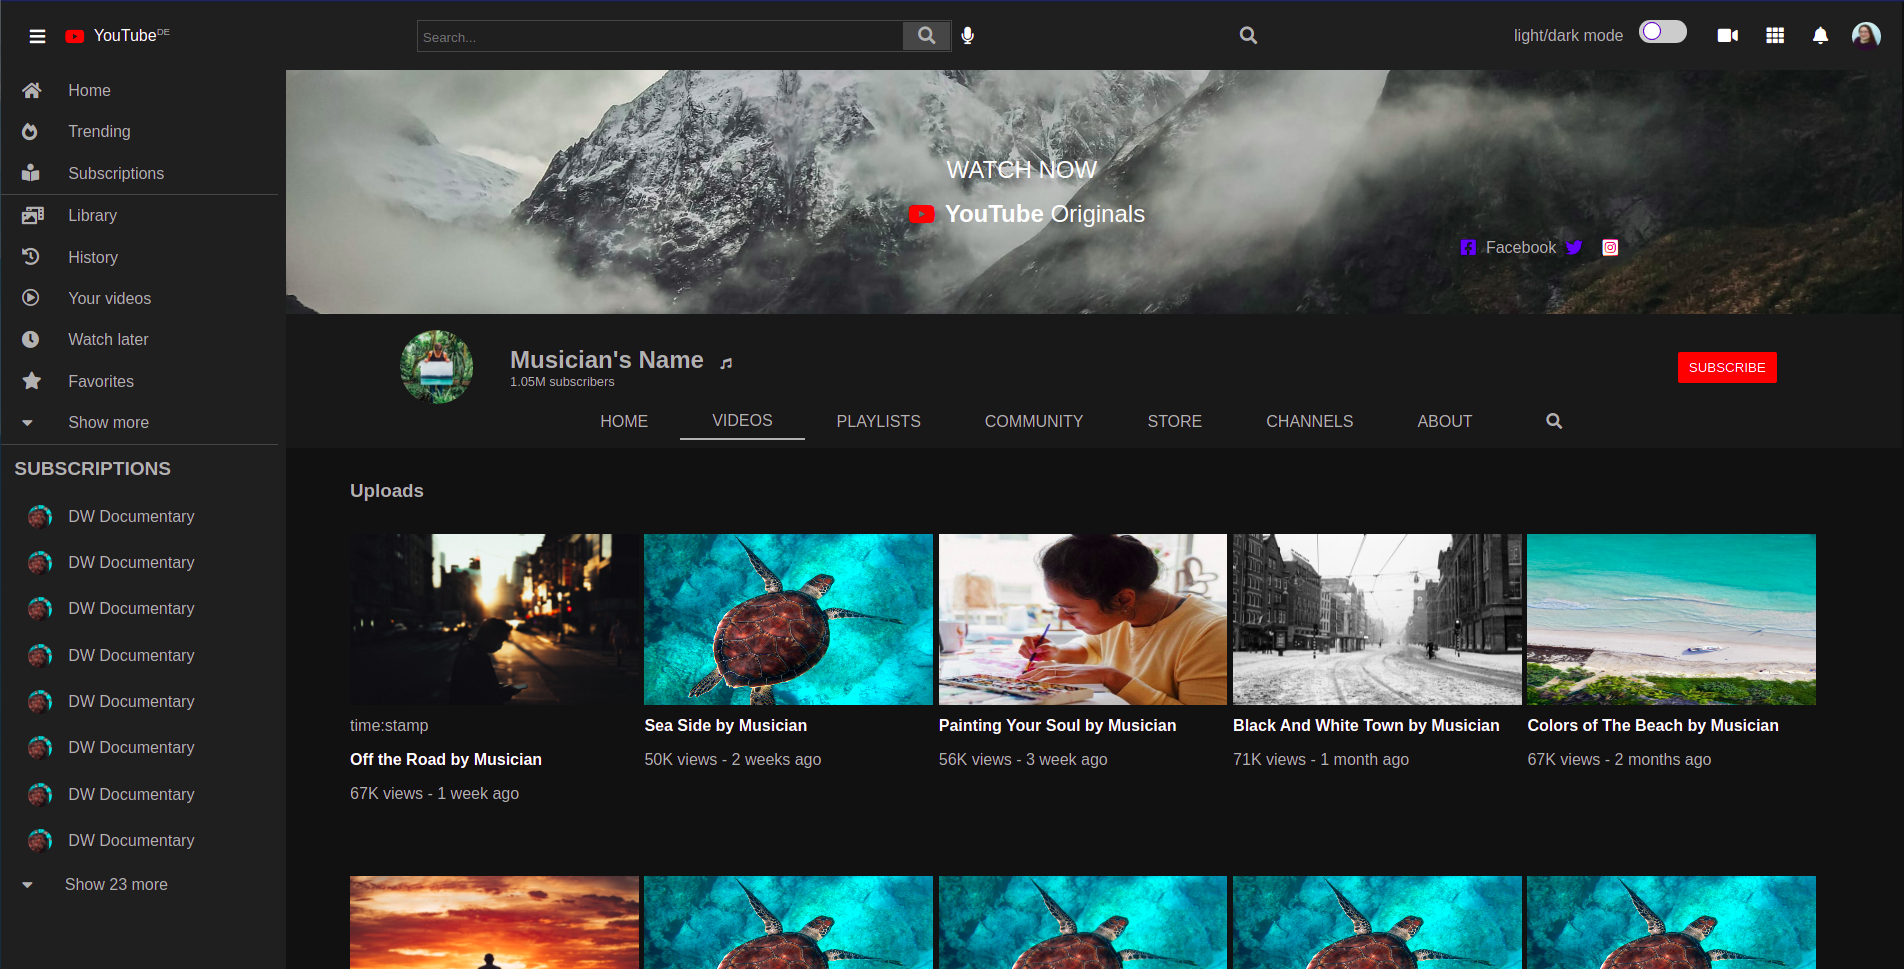 YouTubeDE
Search...
light/dark mode
Home
Trending
Subscriptions
Library
History
Your videos
Watch later
Favorites
Show more
SUBSCRIPTIONS
DW Documentary
DW Documentary
DW Documentary
DW Documentary
DW Documentary
DW Documentary
DW Documentary
DW Documentary
Show 23 more
WATCH NOW
YouTube Originals
Facebook
Musician's Name
1.05M subscribers
SUBSCRIBE
HOME VIDEOS PLAYLISTS COMMUNITY STORE CHANNELS ABOUT
Uploads
time:stamp
Off the Road by Musician
67K views - 1 week ago
Sea Side by Musician
50K views - 2 weeks ago
Painting Your Soul by Musician
56K views - 3 week ago
Black And White Town by Musician
71K views - 1 month ago
Colors of The Beach by Musician
67K views - 2 months ago